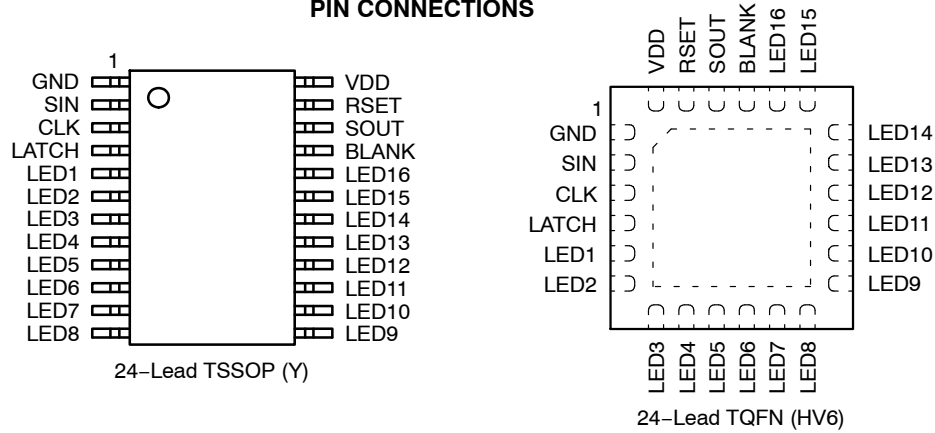 PIN CONNECTIONS
1
GND
SIN
CLK
LATCH
LED1
LED2
LED3
LED4
LED5
LED6
LED7
LED8
VDD
RSET
SOUT
BLANK
LED16
LED15
LED14
LED13
LED12
LED11
LED10
LED9
24−Lead TSSOP (Y)
VDD
RSET
SOUT
BLANK
LED16
LED15
1
GND
SIN
CLK
LATCH
LED1
LED2
LED14
LED13
LED12
LED11
LED10
LED9
LED3
LED4
LED5
LED6
LED7
LED8
24−Lead TQFN (HV6)